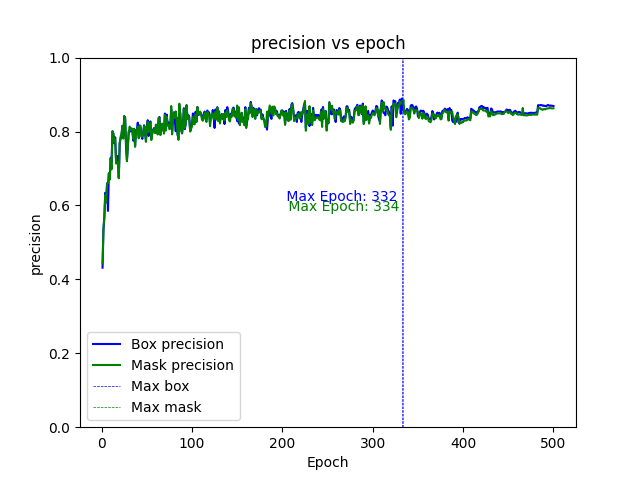 precision vs epoch
1.0
0.8
0.6
0.4
0.2
0.0
precision
Max Epoch: 332
Max Epoch: 334
Box precision
Mask precision
Max box
Max mask
0 100 200 300 400 500
Epoch